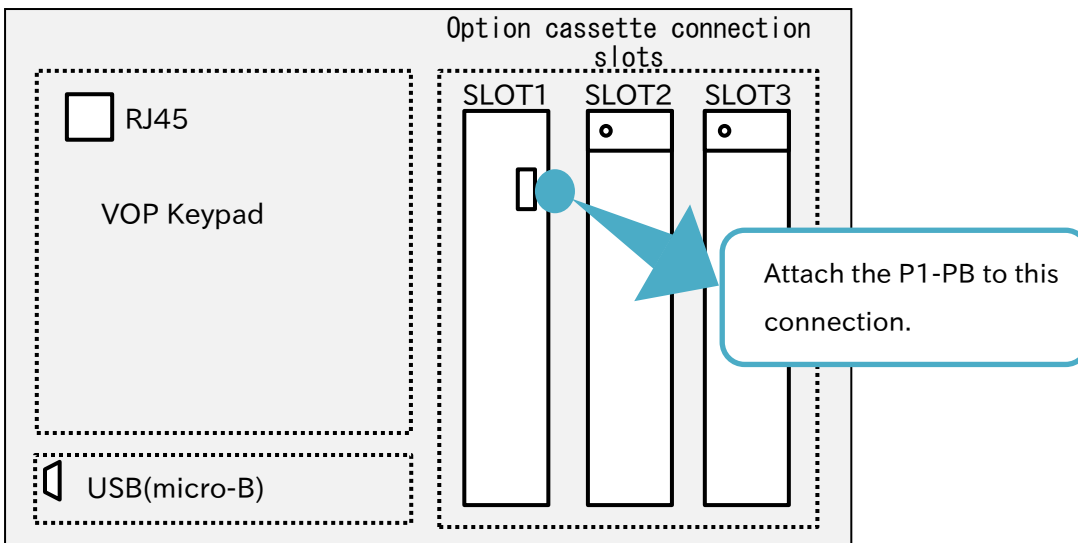 Option cassette connection
slots
SLOT1 SLOT2 SLOT3
RJ45
VOP Keypad
Attach the P1-PB to this
connection.
USB(micro-B)